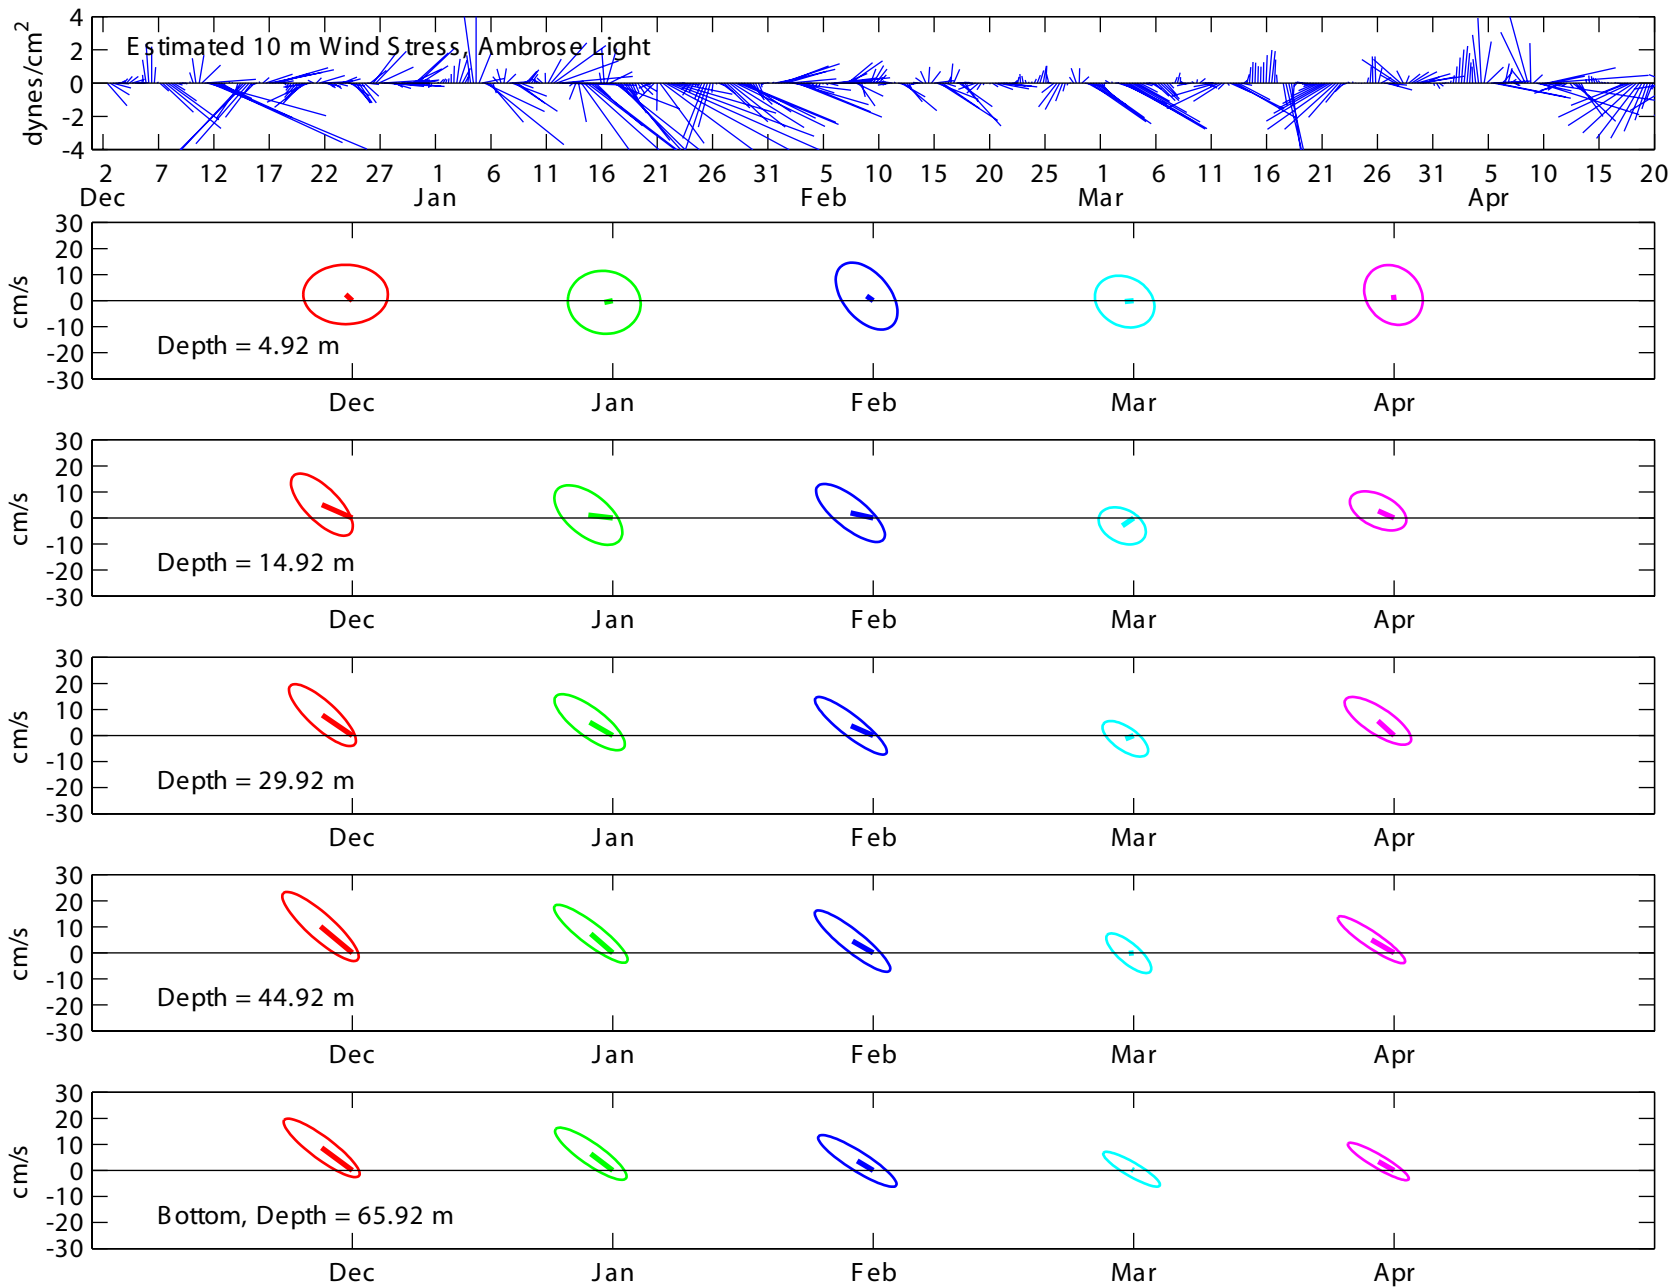 4
2
0
-2
-4
dynes/cm2
Estimated 10 m Wind Stress, Ambrose Light
2 7 12 17 22 27 1 6 11 16 21 26 31 5 10 15 20 25 1 6 11 16 21 26 31 5 10 15 20
Dec Jan Feb Mar Apr
30
20
10
0
-10
-20
-30
cm/s
Depth = 4.92 m
Dec Jan Feb Mar Apr
30
20
10
0
-10
-20
-30
cm/s
Depth = 14.92 m
Dec Jan Feb Mar Apr
30
20
10
0
-10
-20
-30
cm/s
Depth = 29.92 m
Dec Jan Feb Mar Apr
30
20
10
0
-10
-20
-30
cm/s
Depth = 44.92 m
Dec Jan Feb Mar Apr
30
20
10
0
-10
-20
-30
cm/s
Bottom, Depth = 65.92 m
Dec Jan Feb Mar Apr